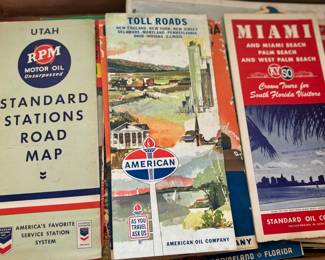 UTAH
RPM
MOTOR OIL
Unsurpassed
STANDARD
STATIONS
ROAD
MAP
AMERICA'S FAVORITE
SERVICE STATION
SYSTEM
TOLL ROADS
NEW ENGLAND • NEW YORK • NEW JERSEY
DELAWARE • MARYLAND • PENNSYLVANIA
OHIO • INDIANA • ILLINOIS
AMERICAN
AS YOU
TRAVEL
ASK US
AMERICAN OIL COMPANY
MIAMI
AND MIAMI BEACH
PALM BEACH
AND WEST PALM BEACH
KYSO
Crown Tours for
South Florida Visitors
STANDARD OIL CO
FLORIDA